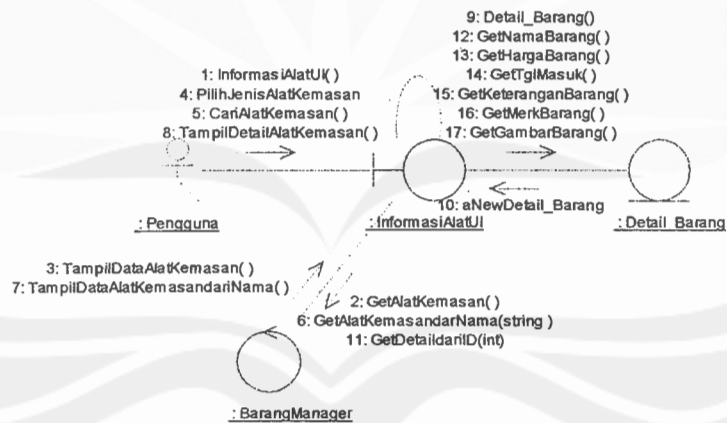 9: Detail_Barang()
12: GetNamaBarang( )
13: GetHargaBarang( )
14: GetTglMasuk( )
15: GetKeteranganBarang( )
16: GetMerkBarang( )
17: GetGambarBarang( )
1: InformasiAlatUI( )
4: PilihJenisAlatKemasan
5: CariAlatKemasan( )
8: TampilDetailAlatKemasan( )
10: aNewDetail_Barang
: Pengguna
: InformasiAlatUI
: Detail_Barang
3: TampilDataAlatKemasan( )
7: TampilDataAlatKemasandariNama( )
2: GetAlatKemasan( )
6: GetAlatKemasandarNama(string )
11: GetDetaildariID(int)
: BarangManager